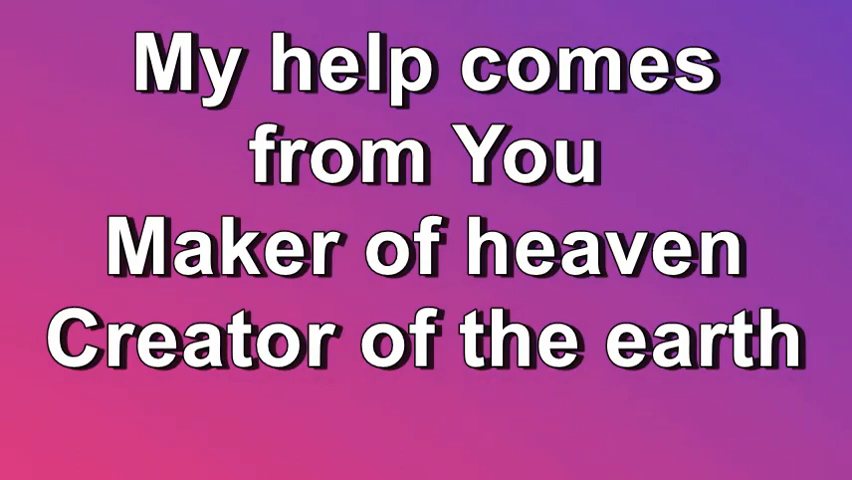 My help comes
from You
Maker of heaven
Creator of the earth